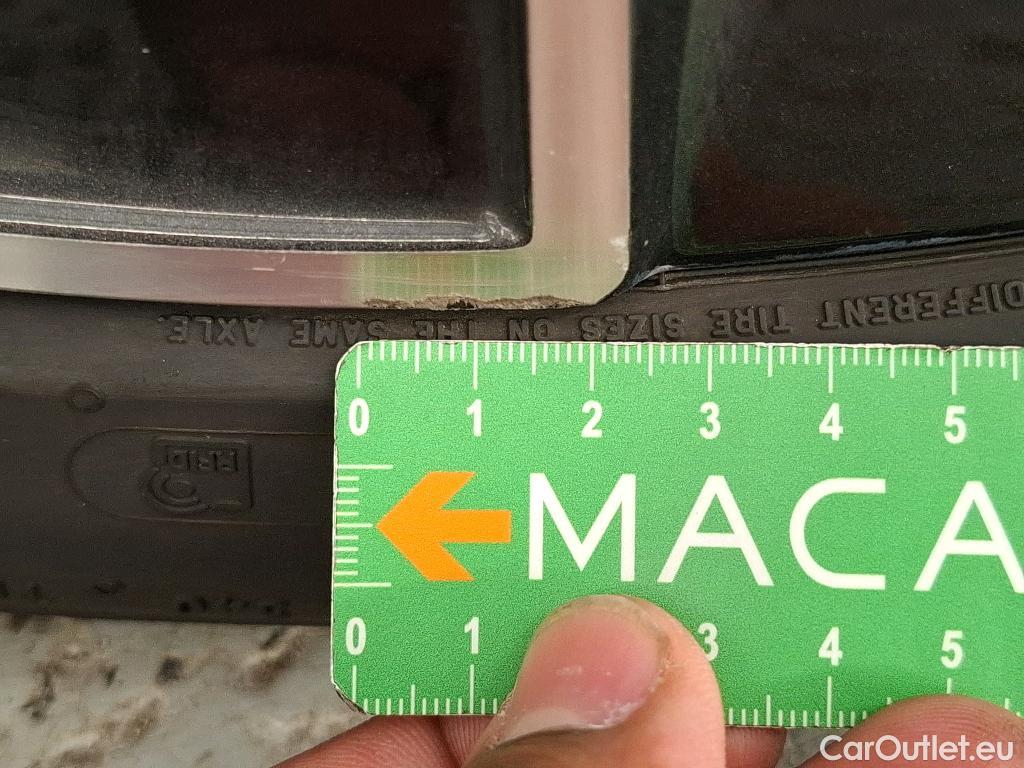 DIFFERENT TIRE SIZES ON THE SAME AXLE.
0 1 2 3 4 5
RFID
MACA
0 1 3 4 5
CarOutlet.eu